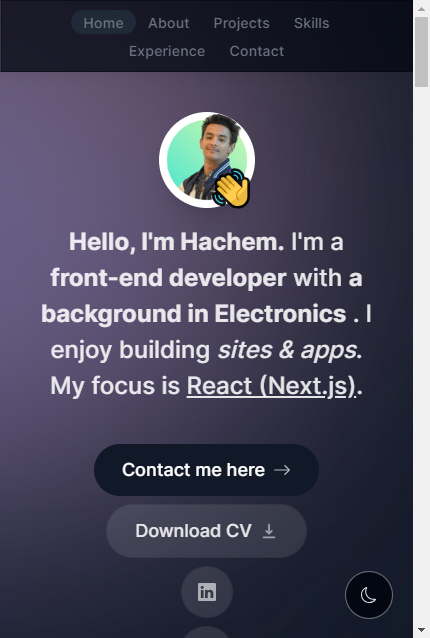 Home About Projects Skills
Experience Contact
Hello, I'm Hachem. I'm a
front-end developer with a
background in Electronics . I
enjoy building sites & apps.
My focus is React (Next.js).
Contact me here
Download CV
in